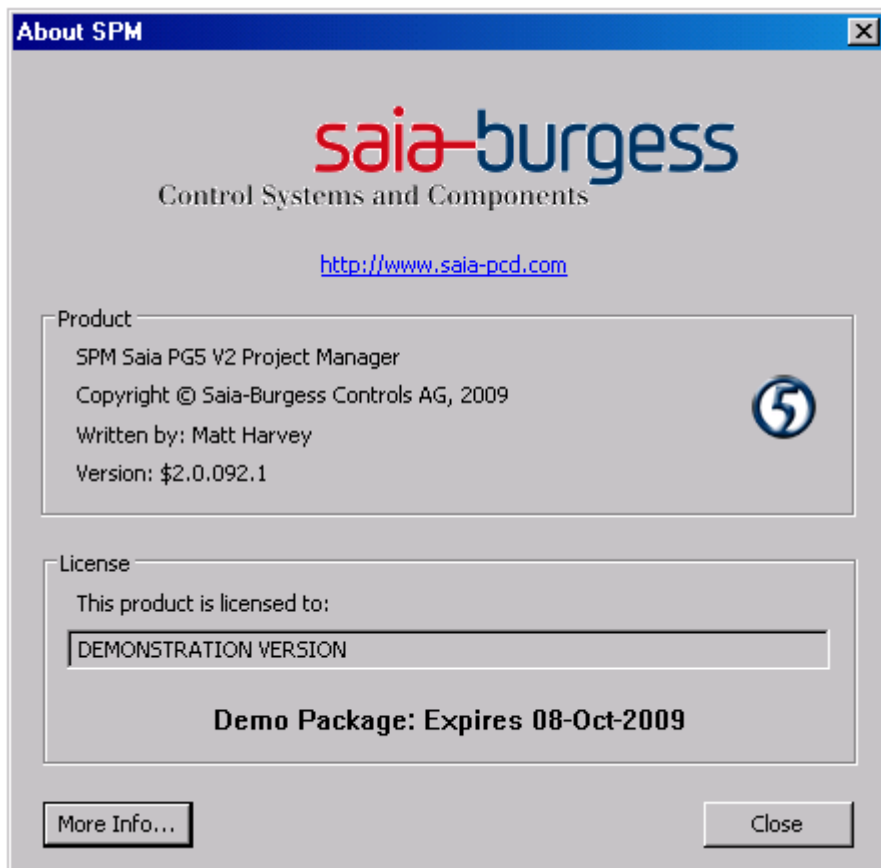 About SPM
saia-burgess
Control Systems and Components
http://www.saia-pcd.com
Product
SPM Saia PG5 V2 Project Manager
Copyright © Saia-Burgess Controls AG, 2009
Written by: Matt Harvey
Version: $2.0.092.1
5
License
This product is licensed to:
DEMONSTRATION VERSION
Demo Package: Expires 08-Oct-2009
More Info...
Close